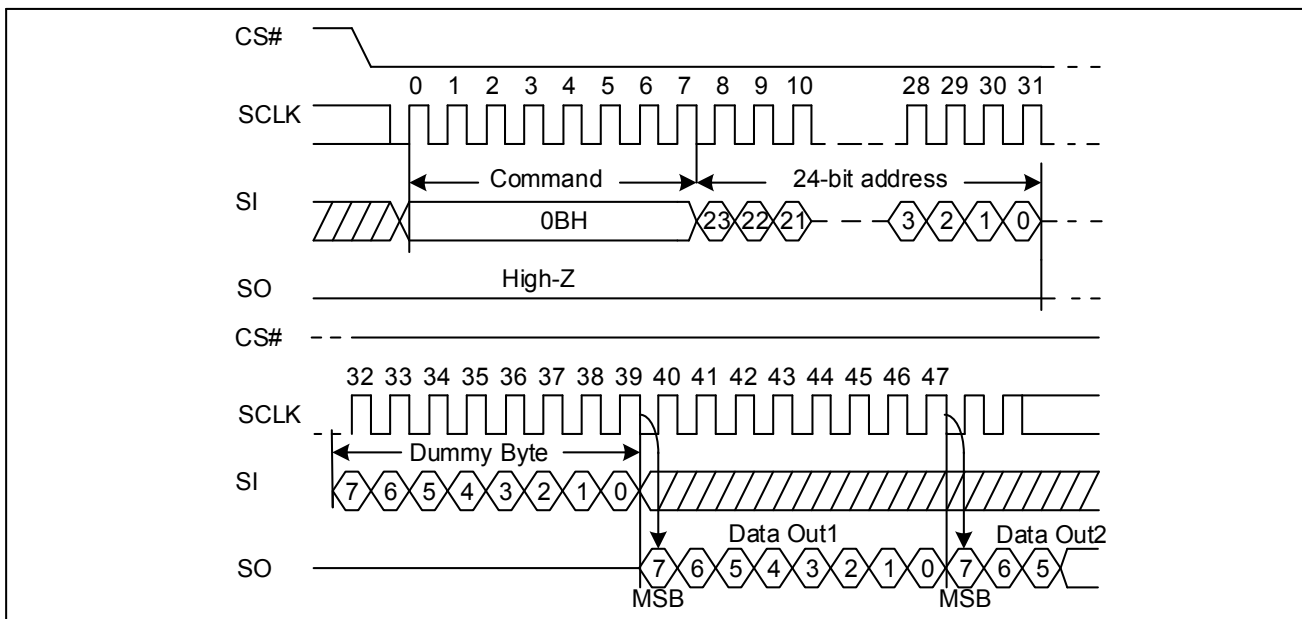 CS#
0 1 2 3 4 5 6 7 8 9 10 28 29 30 31
SCLK
Command 24-bit address
SI
0BH 23 22 21 3 2 1 0
High-Z
SO
CS#
32 33 34 35 36 37 38 39 40 41 42 43 44 45 46 47
SCLK
Dummy Byte
SI
7 6 5 4 3 2 1 0
Data Out1 Data Out2
SO
7 6 5 4 3 2 1 0 7 6 5
MSB MSB